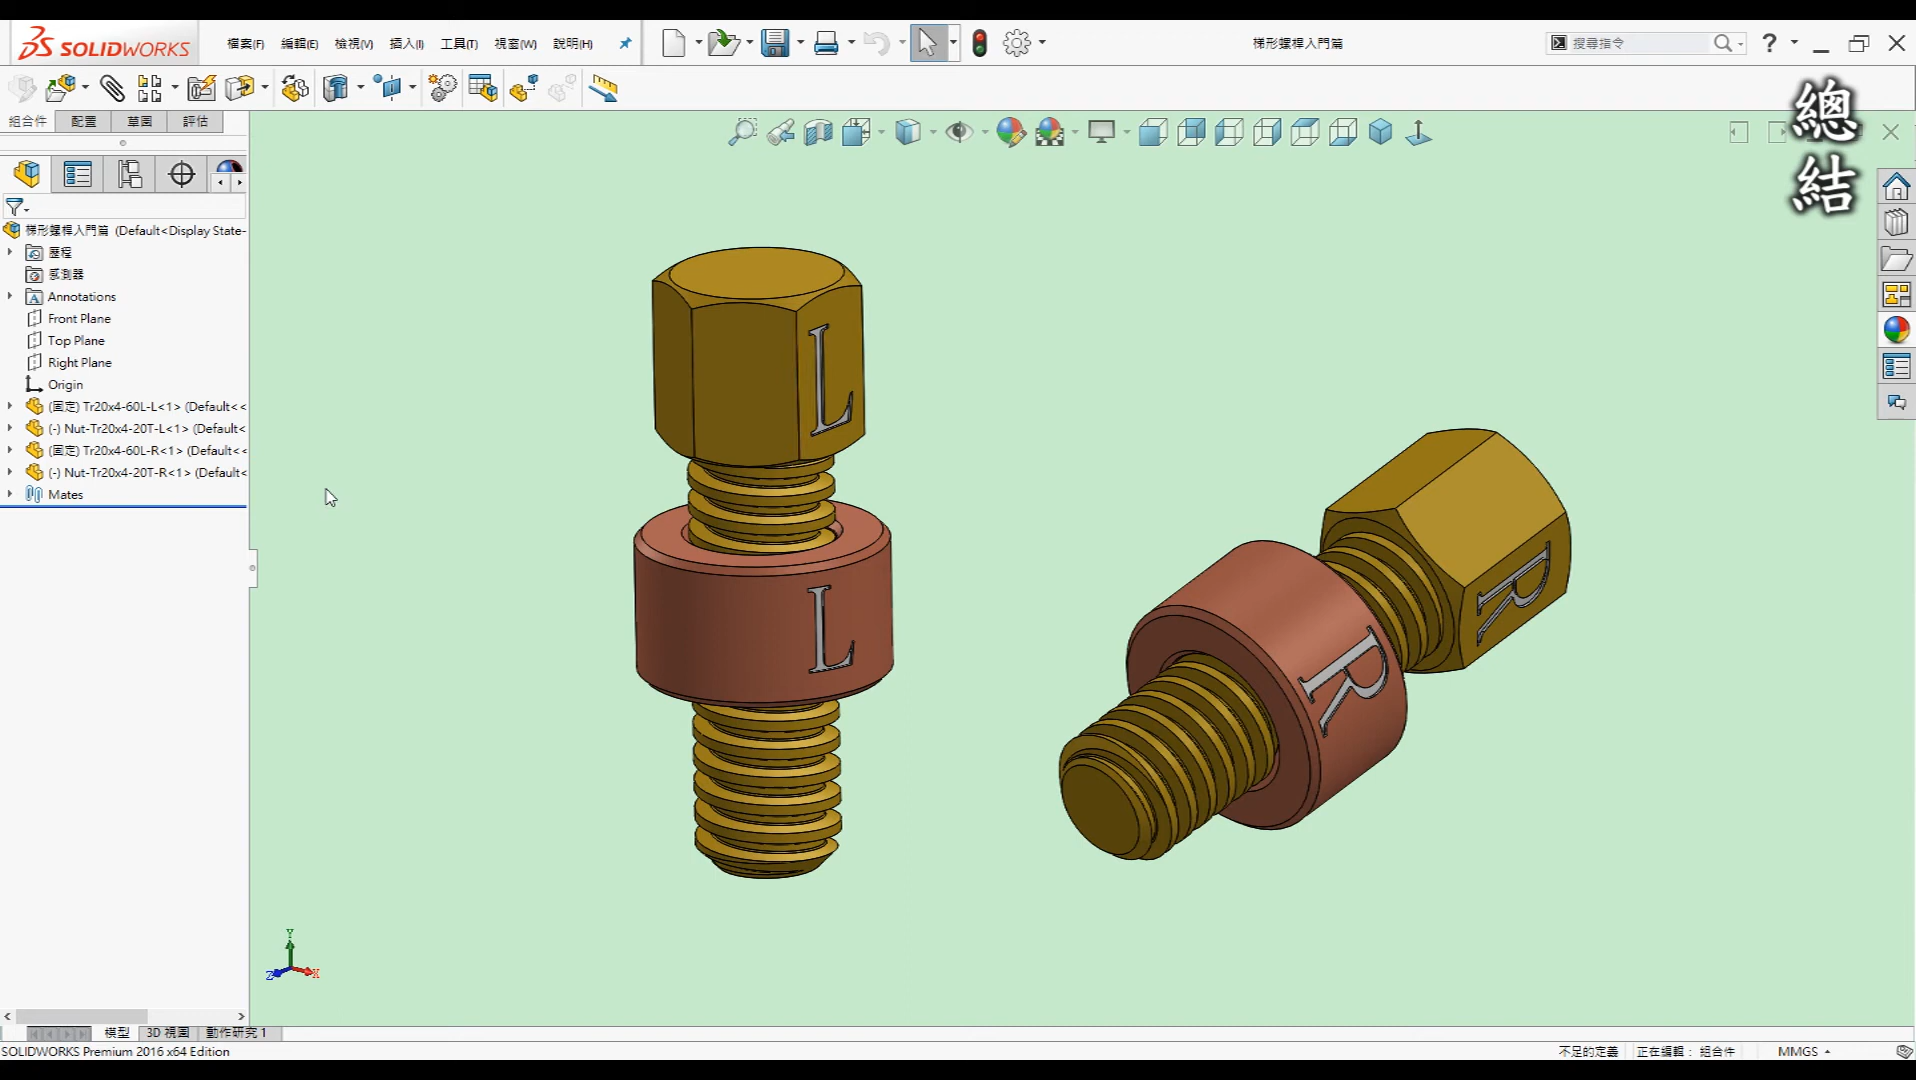 SOLIDWORKS
檔案(F) 編輯(E) 檢視(V) 插入(I) 工具(T) 視窗(W) 說明(H)
梯形螺桿入門篇
搜尋指令
?
總結
組合件 配置 草圖 評估
梯形螺桿入門篇 (Default<Display State-
歷程
感測器
Annotations
Front Plane
Top Plane
Right Plane
Origin
(固定) Tr20x4-60L-L<1> (Default<<
(-) Nut-Tr20x4-20T-L<1> (Default<
(固定) Tr20x4-60L-R<1> (Default<<
(-) Nut-Tr20x4-20T-R<1> (Default<
Mates
L
L
R
R
Y
Z
X
模型 3D 視圖 動作研究 1
SOLIDWORKS Premium 2016 x64 Edition
不足的定義 正在編輯： 組合件 MMGS